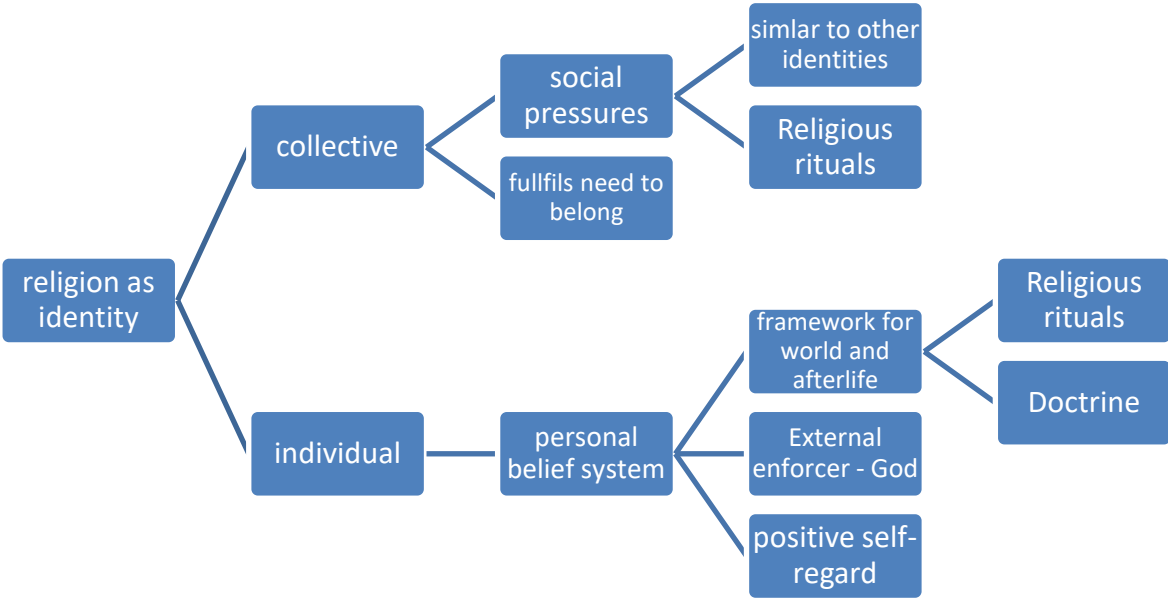 religion as
identity
collective
social
pressures
simlar to other
identities
Religious
rituals
fullfils need to
belong
individual
personal
belief system
framework for
world and
afterlife
Religious
rituals
Doctrine
External
enforcer - God
positive self-
regard